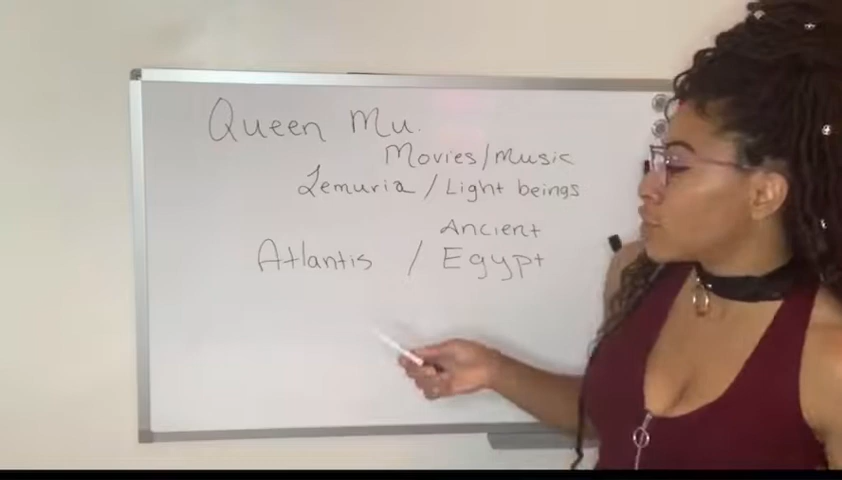 Queen Mu.
Movies/Music
Lemuria / Light beings
Ancient
Atlantis / Egypt